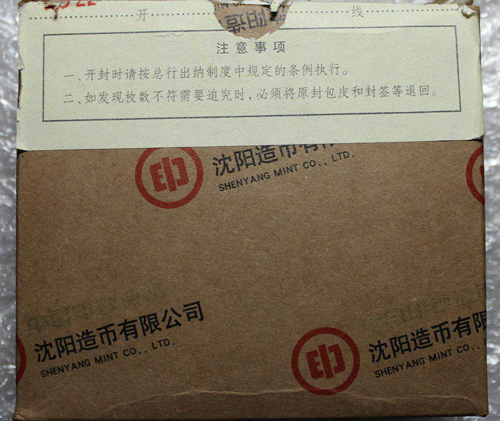 开 线
阳造
注意事项
一、开封时请按总行出纳制度中规定的条例执行。
二、如发现枚数不符需要追究时,必须将原封包皮和封签等退回。
沈阳造币有限公司
SHENYANG MINT CO., LTD.
沈阳造币有限公司
SHENYANG MINT CO., LTD.
沈阳造币有限公司
SHENYANG MINT CO., LTD.